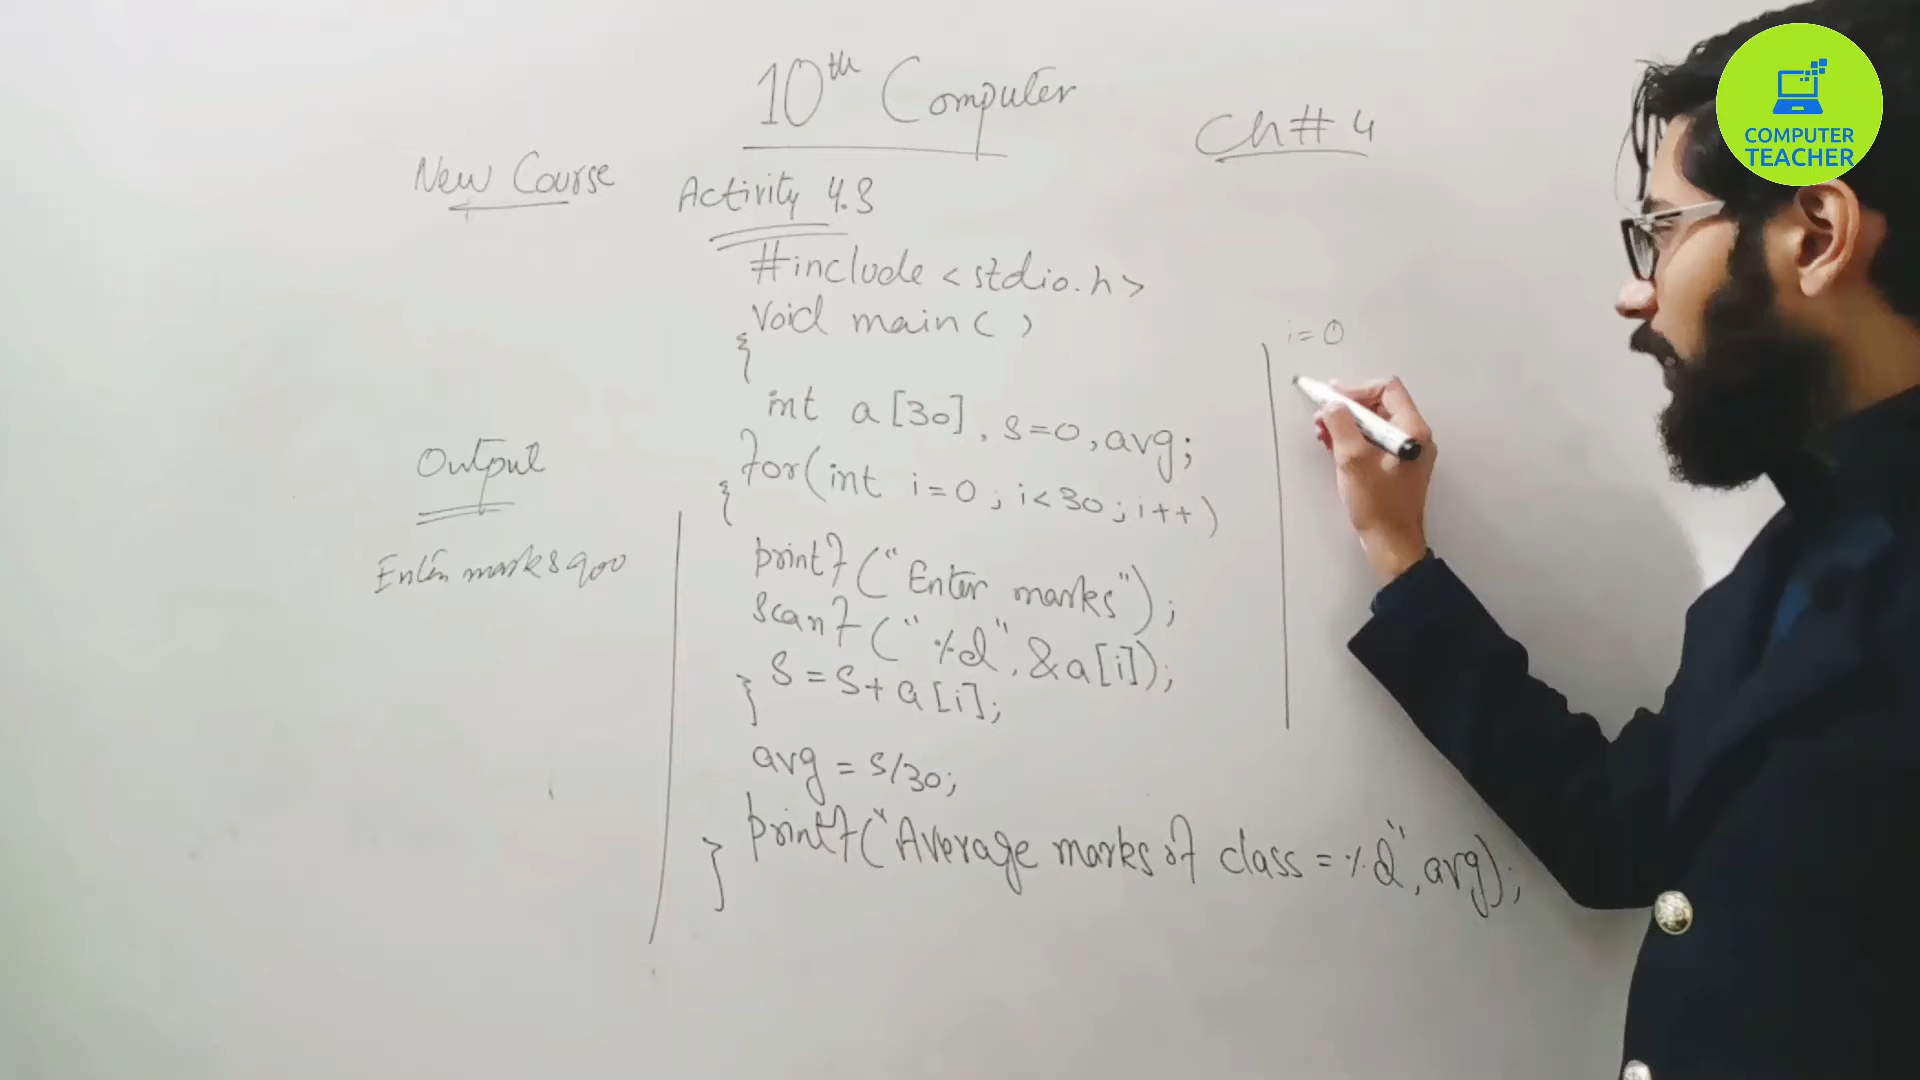 10th Computer
Ch# 4
New Course
Activity 4.3
#include <stdio.h>
void main( )
{
int a[30], s=0, avg;
for(int i=0; i<30; i++)
{
printf("Enter marks");
scanf("%d", &a[i]);
s=s+a[i];
}
avg = s/30;
printf("Average marks of class = %d", avg);
}
Output
Enter marks 900
i=0
COMPUTER
TEACHER